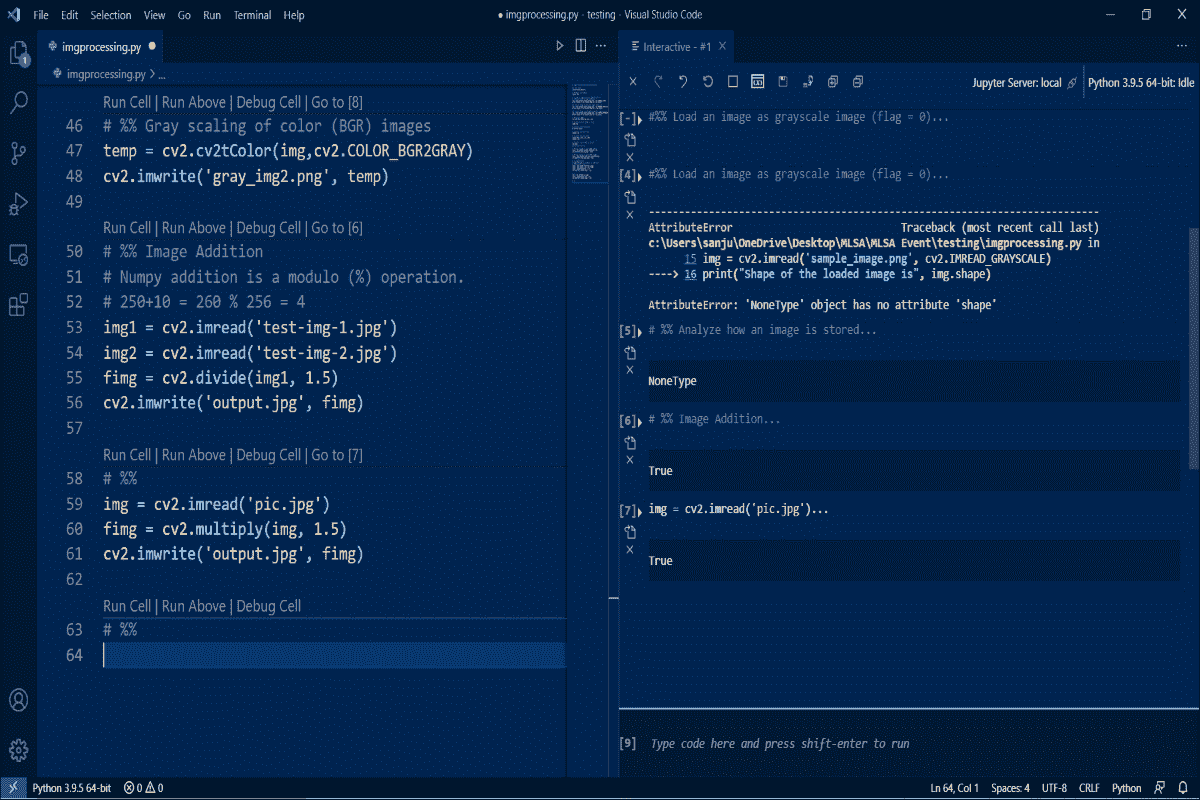 File Edit Selection View Go Run Terminal Help
● imgprocessing.py - testing - Visual Studio Code
1
imgprocessing.py ●
imgprocessing.py > ...
Run Cell | Run Above | Debug Cell | Go to [8]
46 # %% Gray scaling of color (BGR) images
47 temp = cv2.cv2tColor(img,cv2.COLOR_BGR2GRAY)
48 cv2.imwrite('gray_img2.png', temp)
49
Run Cell | Run Above | Debug Cell | Go to [6]
50 # %% Image Addition
51 # Numpy addition is a modulo (%) operation.
52 # 250+10 = 260 % 256 = 4
53 img1 = cv2.imread('test-img-1.jpg')
54 img2 = cv2.imread('test-img-2.jpg')
55 fimg = cv2.divide(img1, 1.5)
56 cv2.imwrite('output.jpg', fimg)
57
Run Cell | Run Above | Debug Cell | Go to [7]
58 # %%
59 img = cv2.imread('pic.jpg')
60 fimg = cv2.multiply(img, 1.5)
61 cv2.imwrite('output.jpg', fimg)
62
Run Cell | Run Above | Debug Cell
63 # %%
64
Interactive - #1
Jupyter Server: local
Python 3.9.5 64-bit: Idle
[-] #%% Load an image as grayscale image (flag = 0)...
[4] #%% Load an image as grayscale image (flag = 0)...
---------------------------------------------------------------------------
AttributeError Traceback (most recent call last)
c:\Users\sanju\OneDrive\Desktop\MLSA\MLSA Event\testing\imgprocessing.py in
15 img = cv2.imread('sample_image.png', cv2.IMREAD_GRAYSCALE)
----> 16 print("Shape of the loaded image is", img.shape)
AttributeError: 'NoneType' object has no attribute 'shape'
[5] # %% Analyze how an image is stored...
NoneType
[6] # %% Image Addition...
True
[7] img = cv2.imread('pic.jpg')...
True
[9] Type code here and press shift-enter to run
Python 3.9.5 64-bit 0 0
Ln 64, Col 1 Spaces: 4 UTF-8 CRLF Python